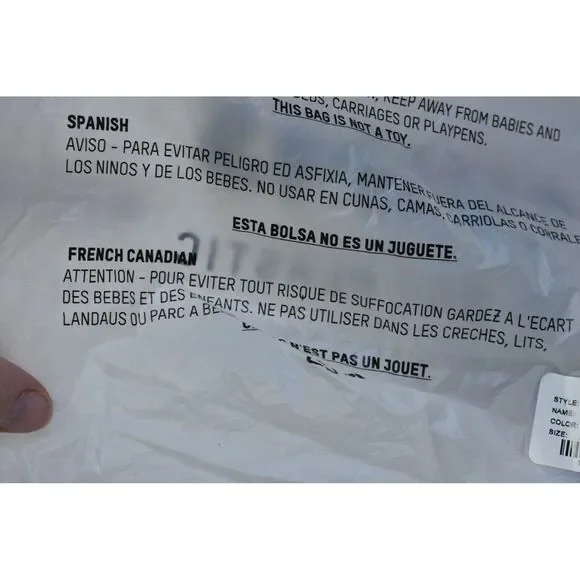 KEEP AWAY FROM BABIES AND
CARRIAGES OR PLAYPENS.
THIS BAG IS NOT A TOY.
SPANISH
AVISO - PARA EVITAR PELIGRO ED ASFIXIA, MANTENER FUERA DEL ALCANCE DE
LOS NINOS Y DE LOS BEBES. NO USAR EN CUNAS, CAMAS, CARRIOLAS O CORRALE
ESTA BOLSA NO ES UN JUGUETE.
FRENCH CANADIAN
ATTENTION - POUR EVITER TOUT RISQUE DE SUFFOCATION GARDEZ A L'ECART
DES BEBES ET DES ENFANTS. NE PAS UTILISER DANS LES CRECHES, LITS,
LANDAUS OU PARC A
N'EST PAS UN JOUET.
STYLE:
NAME:
COLOR:
SIZE: